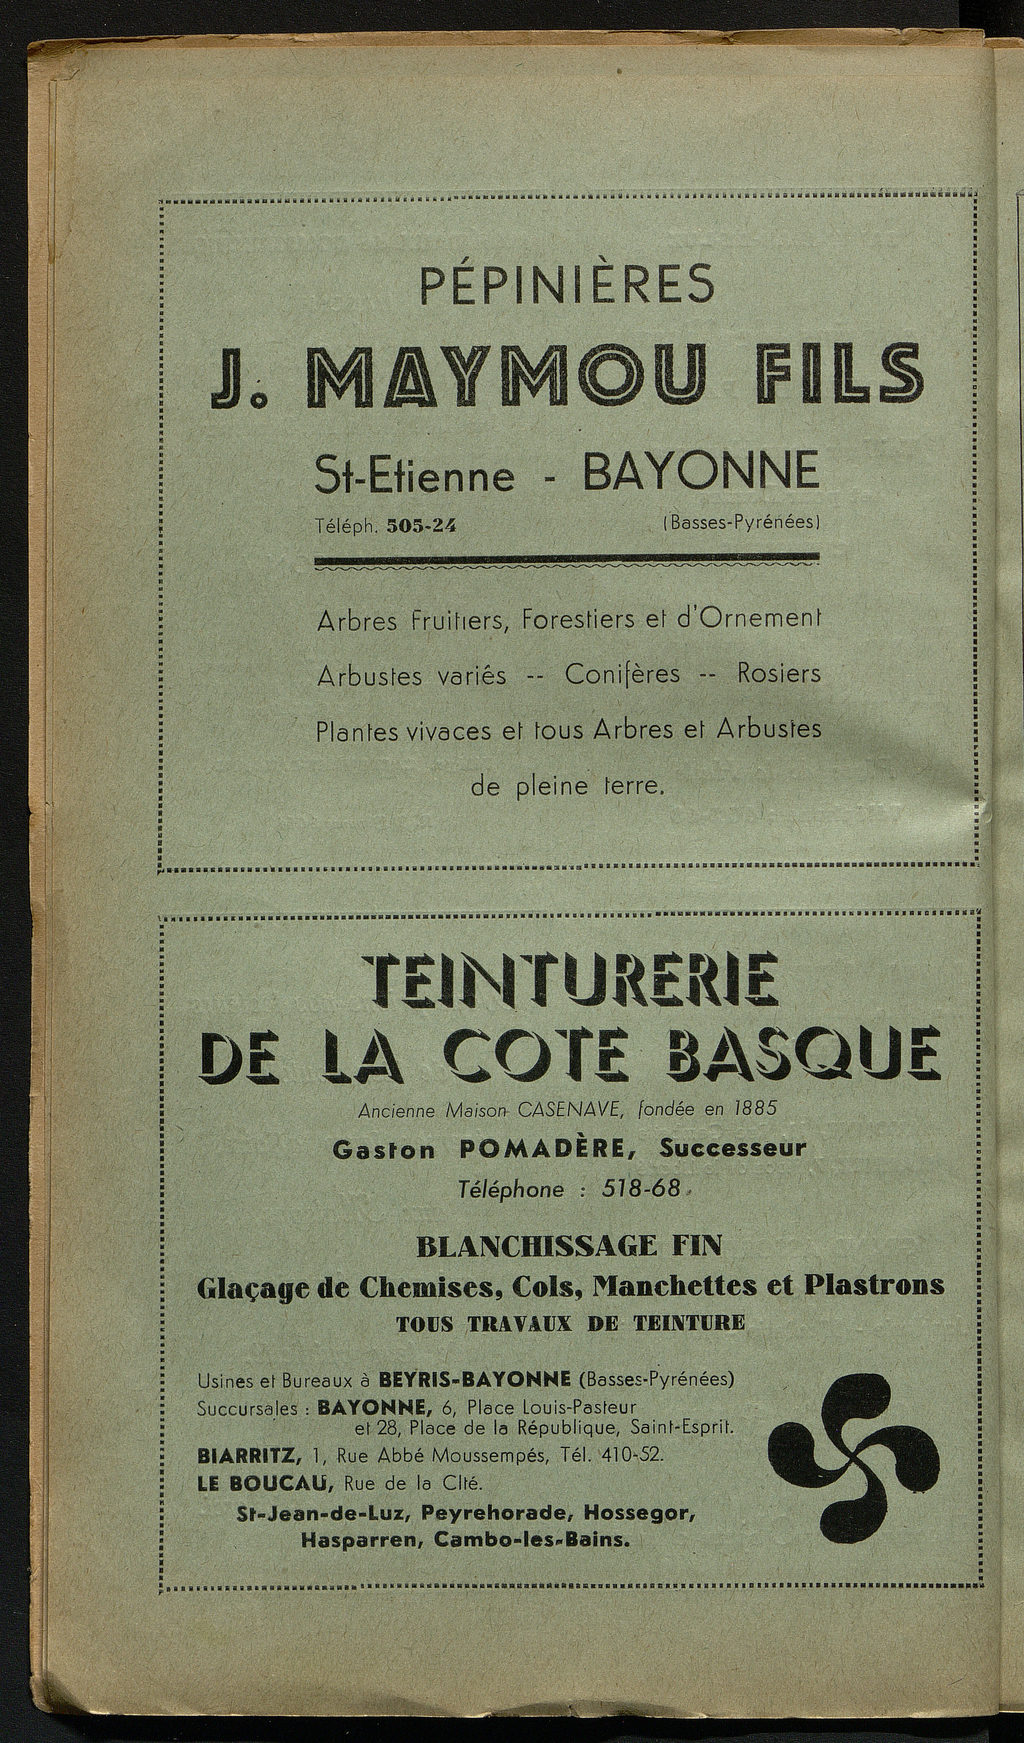 PÉPINIÈRES
J. MAYMOU FILS
St-Etienne - BAYONNE
Téléph. 505-24 (Basses-Pyrénées)
Arbres Fruitiers, Forestiers et d'Ornement
Arbustes variés -- Conifères -- Rosiers
Plantes vivaces et tous Arbres et Arbustes
de pleine terre.
TEINTURERIE
DE LA COTE BASQUE
Ancienne Maison CASENAVE, fondée en 1885
Gaston POMADÈRE, Successeur
Téléphone : 518-68.
BLANCHISSAGE FIN
Glaçage de Chemises, Cols, Manchettes et Plastrons
TOUS TRAVAUX DE TEINTURE
Usines et Bureaux à BEYRIS-BAYONNE (Basses-Pyrénées)
Succursales : BAYONNE, 6, Place Louis-Pasteur
et 28, Place de la République, Saint-Esprit.
BIARRITZ, 1, Rue Abbé Moussempés, Tél. 410-52.
LE BOUCAU, Rue de la CIté.
St-Jean-de-Luz, Peyrehorade, Hossegor,
Hasparren, Cambo-les-Bains.